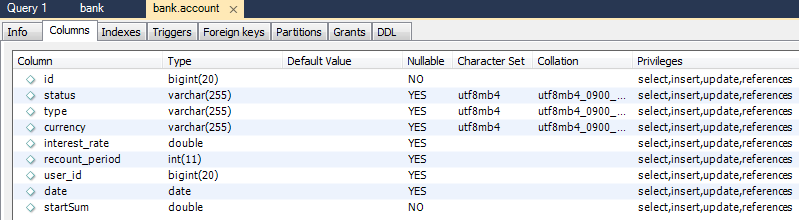 Query 1 bank bank.account
Info Columns Indexes Triggers Foreign keys Partitions Grants DDL
Column Type Default Value Nullable Character Set Collation Privileges
id bigint(20) NO select,insert,update,references
status varchar(255) YES utf8mb4 utf8mb4_0900_... select,insert,update,references
type varchar(255) YES utf8mb4 utf8mb4_0900_... select,insert,update,references
currency varchar(255) YES utf8mb4 utf8mb4_0900_... select,insert,update,references
interest_rate double YES select,insert,update,references
recount_period int(11) YES select,insert,update,references
user_id bigint(20) YES select,insert,update,references
date date YES select,insert,update,references
startSum double NO select,insert,update,references